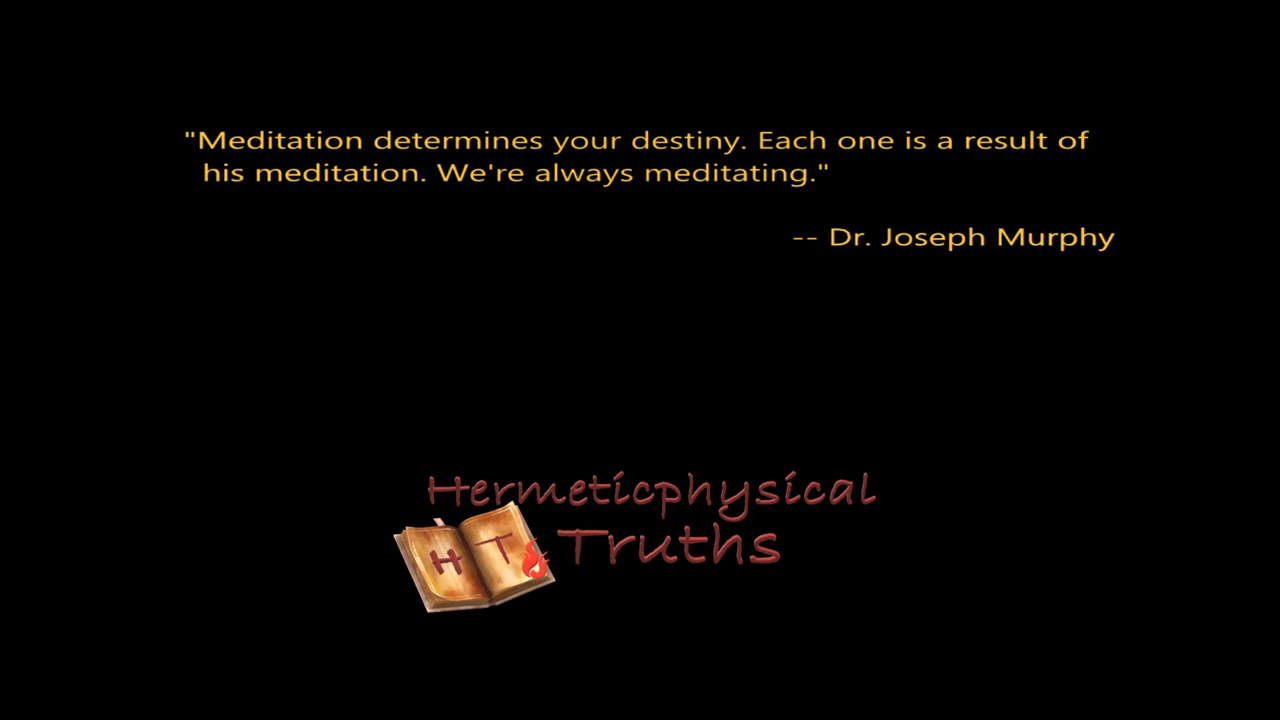 "Meditation determines your destiny. Each one is a result of
his meditation. We're always meditating."
-- Dr. Joseph Murphy
Hermeticphysical
Truths
H T